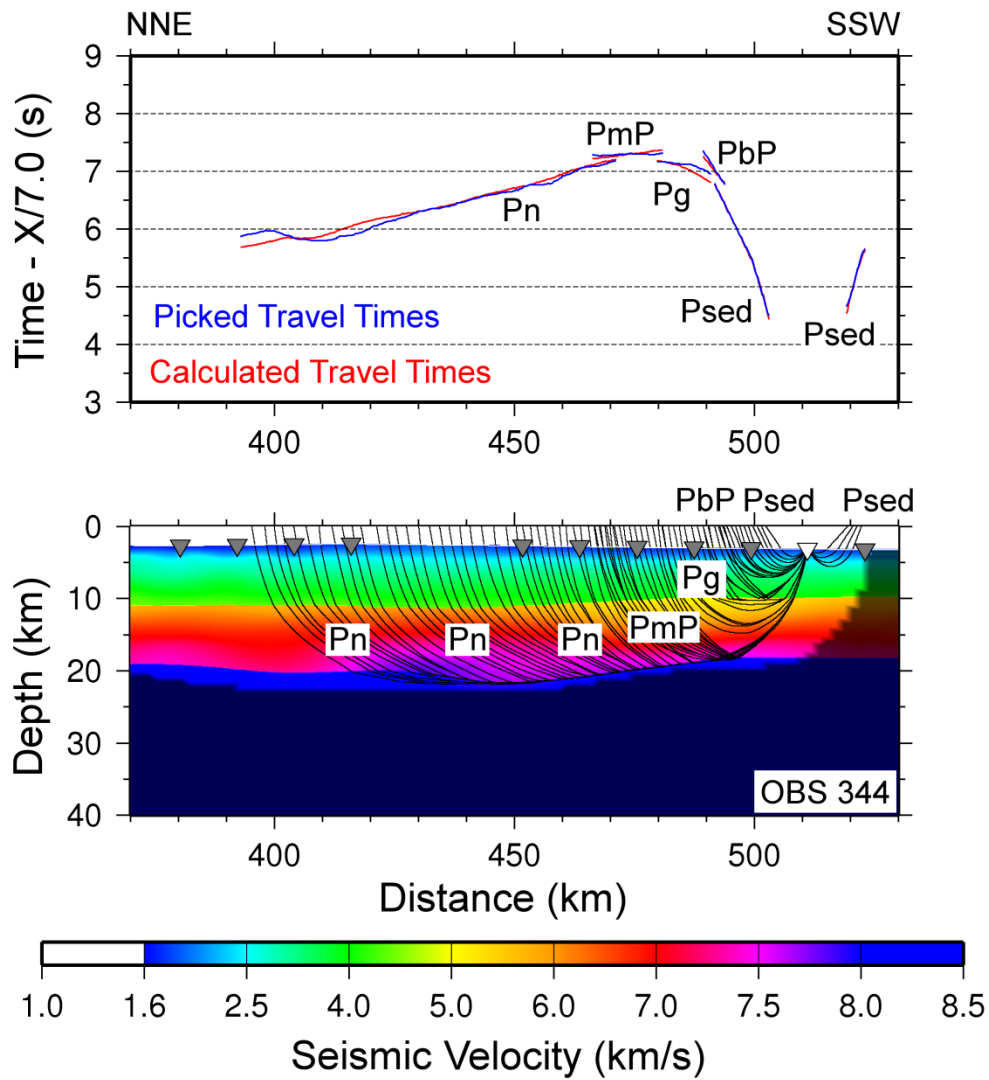 NNE SSW
9
8
7
6
5
4
3
Time - X/7.0 (s)
PmP
PbP
Pn
Pg
Psed
Psed
Picked Travel Times
Calculated Travel Times
400 450 500
PbP Psed Psed
0
10
20
30
40
Depth (km)
Pg
Pn Pn Pn PmP
OBS 344
400 450 500
Distance (km)
1.0 1.6 2.5 4.0 5.0 6.0 7.0 7.5 8.0 8.5
Seismic Velocity (km/s)